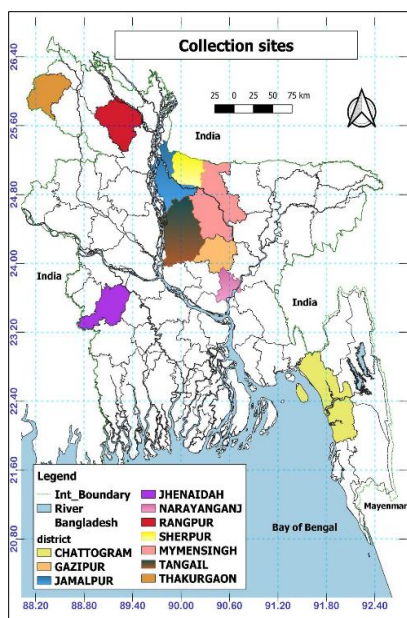 Collection sites
25 0 25 50 75 km
India
India
India
Mayenmar
Bay of Bengal
26.40
25.60
24.80
24.00
23.20
22.40
21.60
20.80
88.20 88.80 89.40 90.00 90.60 91.20 91.80 92.40
Legend
Int_Boundary
River
Bangladesh
district
CHATTOGRAM
GAZIPUR
JAMALPUR
JHENAIDAH
NARAYANGANJ
RANGPUR
SHERPUR
MYMENSINGH
TANGAIL
THAKURGAON